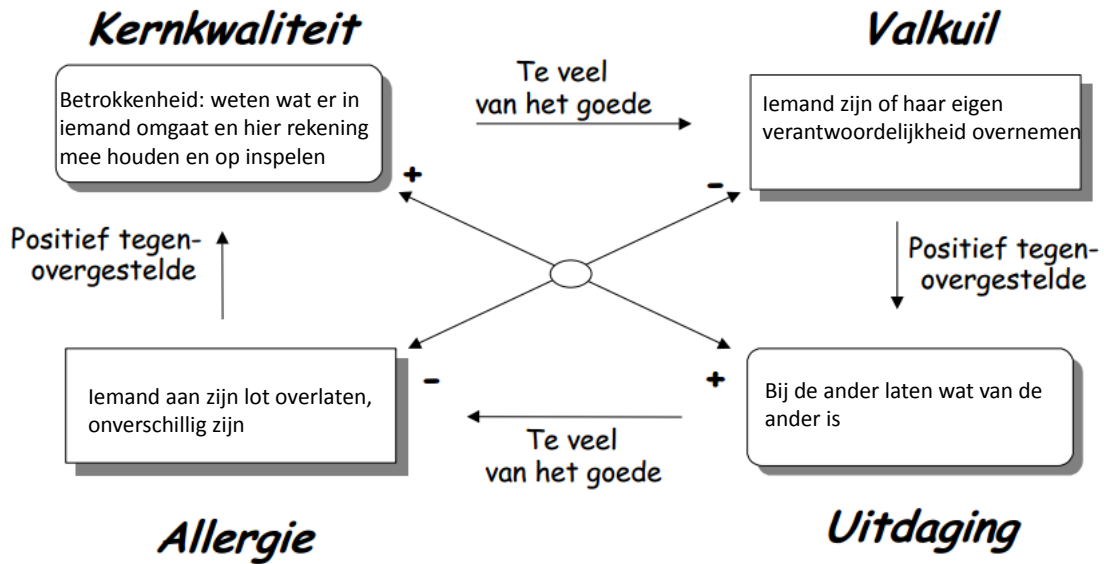 Kernkwaliteit
Valkuil
Betrokkenheid: weten wat er in
iemand omgaat en hier rekening
mee houden en op inspelen
Te veel
van het goede
Iemand zijn of haar eigen
verantwoordelijkheid overnemen
+
-
Positief tegen-
overgestelde
Positief tegen-
overgestelde
Iemand aan zijn lot overlaten,
onverschillig zijn
-
+
Bij de ander laten wat van de
ander is
Te veel
van het goede
Allergie
Uitdaging